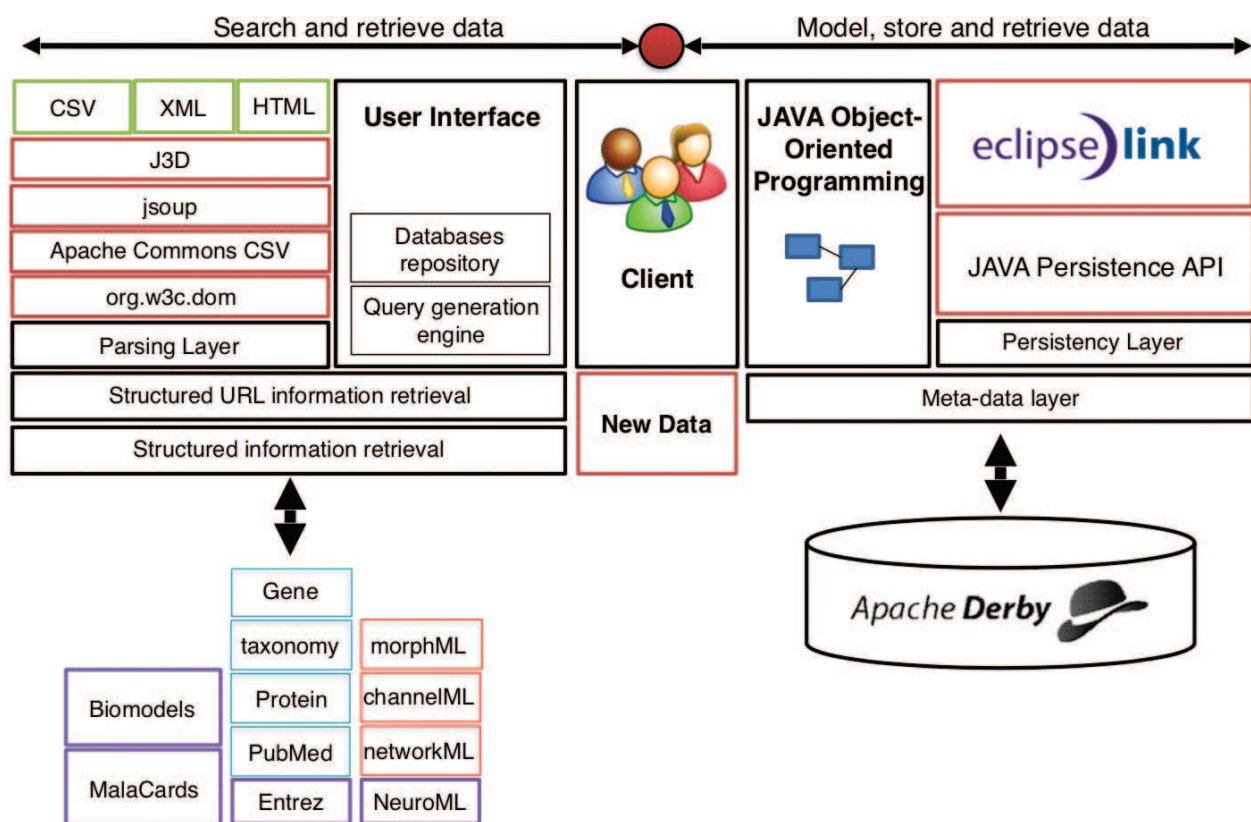 Search and retrieve data
Model, store and retrieve data
CSV
XML
HTML
J3D
jsoup
Apache Commons CSV
org.w3c.dom
Parsing Layer
User Interface
Databases
repository
Query generation
engine
Client
JAVA Object-
Oriented
Programming
eclipse link
JAVA Persistence API
Persistency Layer
Structured URL information retrieval
Structured information retrieval
New Data
Meta-data layer
Apache Derby
Gene
taxonomy
Protein
PubMed
Entrez
morphML
channelML
networkML
NeuroML
Biomodels
MalaCards